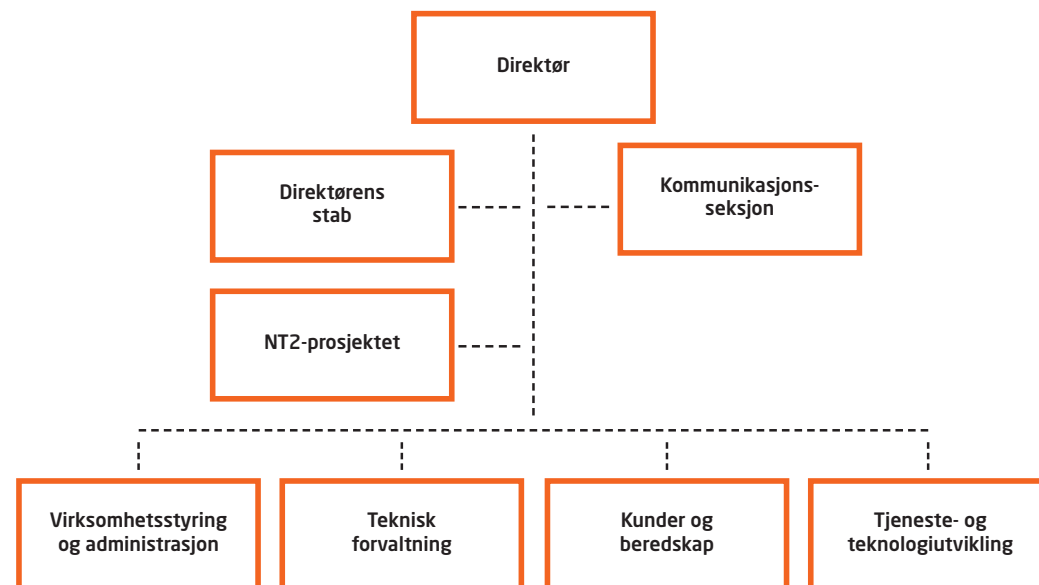 Direktør
Direktørens
stab
Kommunikasjons-
seksjon
NT2-prosjektet
Virksomhetsstyring
og administrasjon
Teknisk
forvaltning
Kunder og
beredskap
Tjeneste- og
teknologiutvikling